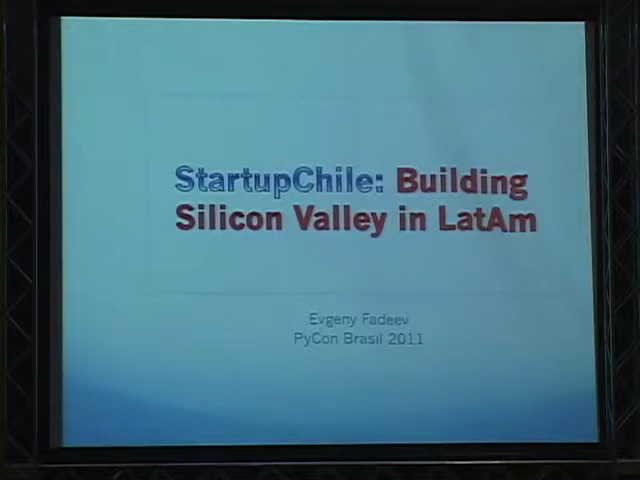 StartupChile: Building
Silicon Valley in LatAm
Evgeny Fadeev
PyCon Brasil 2011